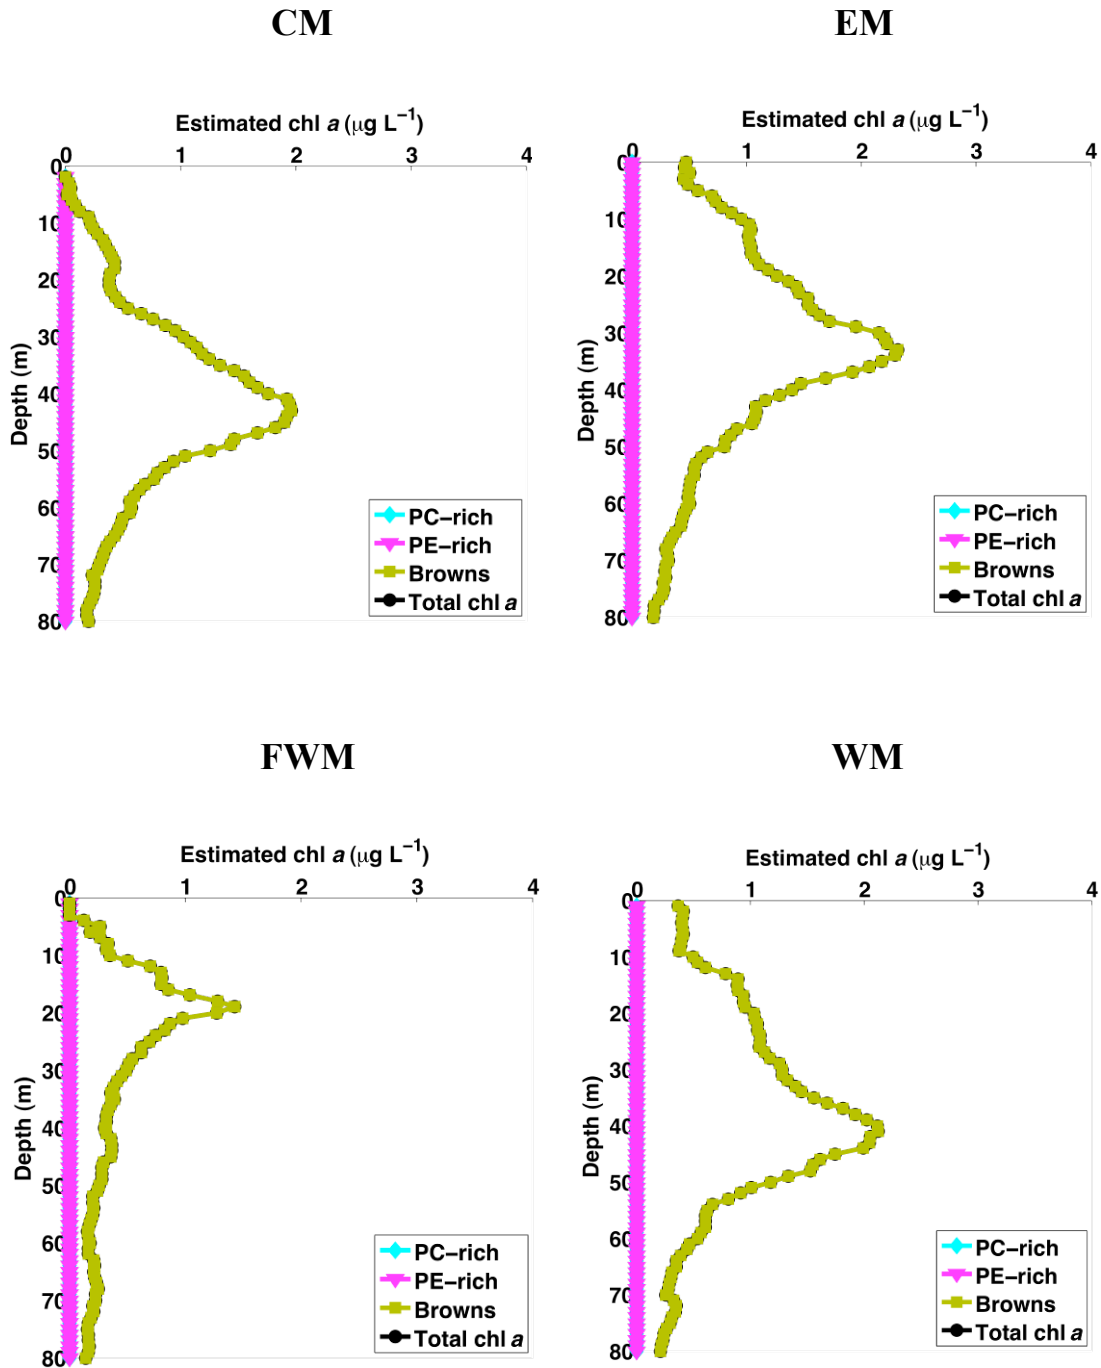 CM
EM
Estimated chl a (μg L−1)
0 1 2 3 4
0
10
20
30
40
50
60
70
80
Depth (m)
PC−rich
PE−rich
Browns
Total chl a
Estimated chl a (μg L−1)
0 1 2 3 4
0
10
20
30
40
50
60
70
80
Depth (m)
PC−rich
PE−rich
Browns
Total chl a
FWM
WM
Estimated chl a (μg L−1)
0 1 2 3 4
0
10
20
30
40
50
60
70
80
Depth (m)
PC−rich
PE−rich
Browns
Total chl a
Estimated chl a (μg L−1)
0 1 2 3 4
0
10
20
30
40
50
60
70
80
Depth (m)
PC−rich
PE−rich
Browns
Total chl a